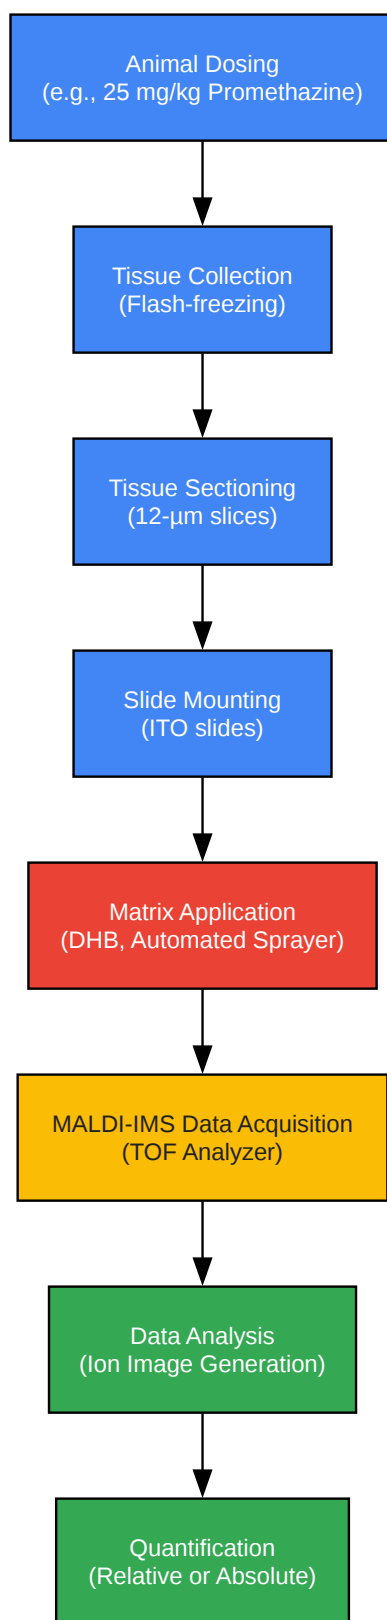 Animal Dosing
(e.g., 25 mg/kg Promethazine)
Tissue Collection
(Flash-freezing)
Tissue Sectioning
(12-µm slices)
Slide Mounting
(ITO slides)
Matrix Application
(DHB, Automated Sprayer)
MALDI-IMS Data Acquisition
(TOF Analyzer)
Data Analysis
(Ion Image Generation)
Quantification
(Relative or Absolute)